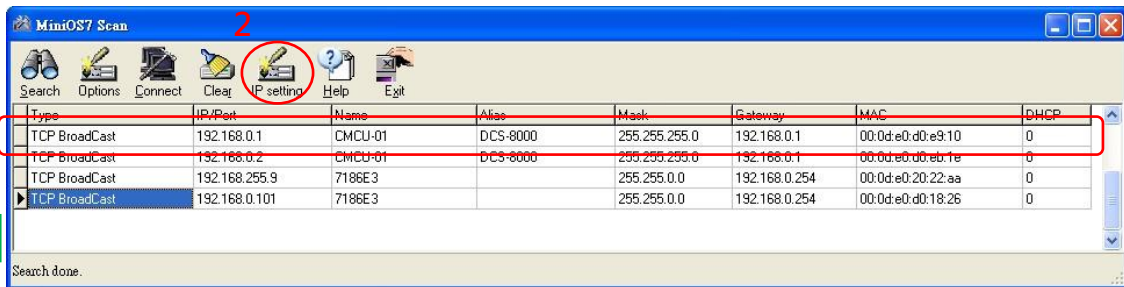 MiniOS7 Scan
2
Search Options Connect Clear IP setting Help Exit
Type IP/Port Name Alias Mask Gateway MAC DHCP
TCP BroadCast 192.168.0.1 CMCU-01 DCS-8000 255.255.255.0 192.168.0.1 00:0d:e0:d0:e9:10 0
TCP BroadCast 192.168.0.2 CMCU-01 DCS-8000 255.255.255.0 192.168.0.1 00:0d:e0:d0:eb:1e 0
TCP BroadCast 192.168.255.9 7186E3 255.255.0.0 192.168.0.254 00:0d:e0:20:22:aa 0
TCP BroadCast 192.168.0.101 7186E3 255.255.0.0 192.168.0.254 00:0d:e0:d0:18:26 0
Search done.